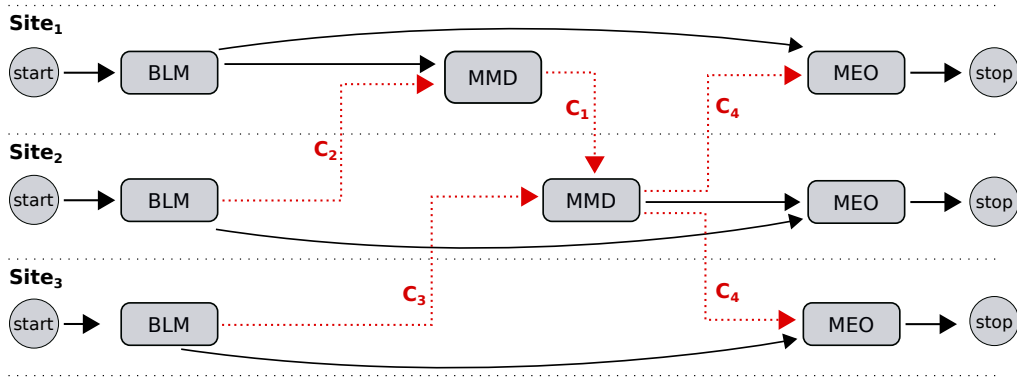 Site₁
start
BLM
MMD
MEO
stop
C₁
C₄
C₂
Site₂
start
BLM
MMD
MEO
stop
Site₃
C₃
C₄
start
BLM
MEO
stop